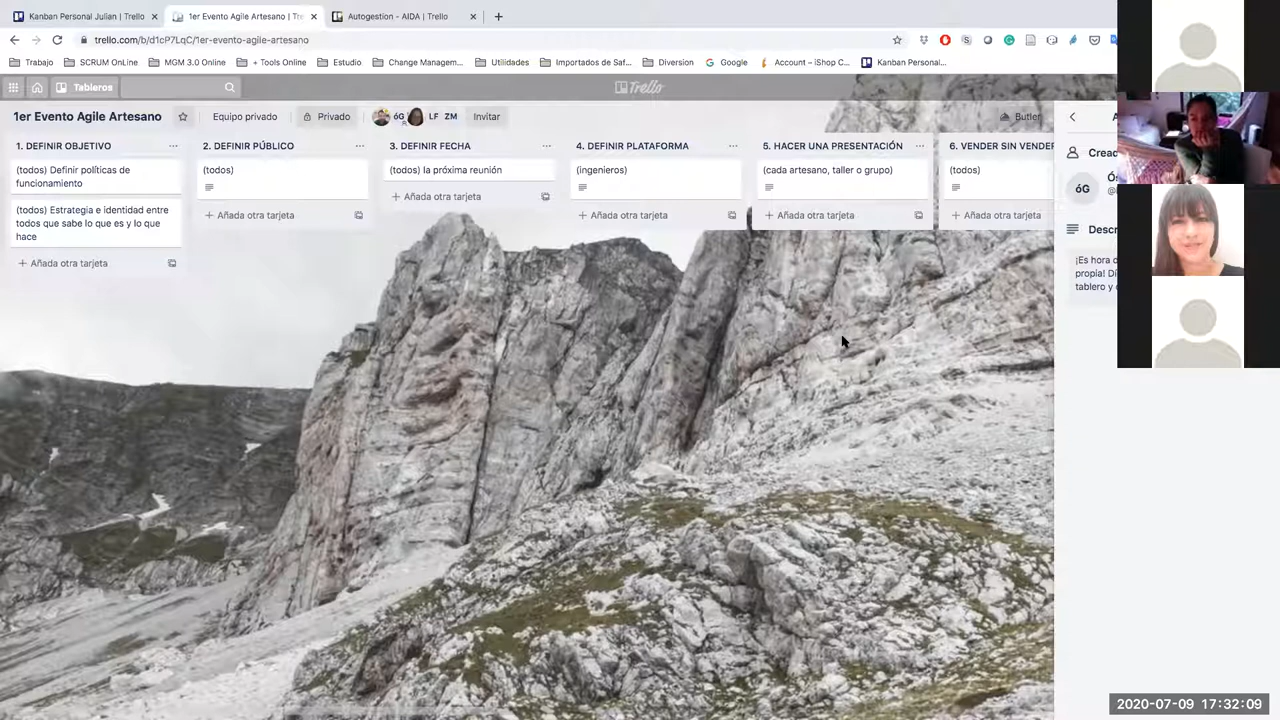 Kanban Personal Julian | Trello
1er Evento Agile Artesano | Tre
Autogestion - AIDA | Trello
trello.com/b/d1cP7LqC/1er-evento-agile-artesano
Trabajo
SCRUM OnLine
MGM 3.0 Online
+ Tools Online
Estudio
Change Managem...
Utilidades
Importados de Saf...
Diversion
Google
Account – iShop C...
Kanban Personal...
Tableros
Trello
1er Evento Agile Artesano
Equipo privado
Privado
óG
LF
ZM
Invitar
Butler
1. DEFINIR OBJETIVO
(todos) Definir políticas de
funcionamiento
(todos) Estrategia e identidad entre
todos que sabe lo que es y lo que
hace
+ Añada otra tarjeta
2. DEFINIR PÚBLICO
(todos)
+ Añada otra tarjeta
3. DEFINIR FECHA
(todos) la próxima reunión
+ Añada otra tarjeta
4. DEFINIR PLATAFORMA
(ingenieros)
+ Añada otra tarjeta
5. HACER UNA PRESENTACIÓN
(cada artesano, taller o grupo)
+ Añada otra tarjeta
6. VENDER SIN VENDER
(todos)
+ Añada otra tarjeta
Cread
óG
Ós
Descr
¡Es hora d
propia! Dí
tablero y
2020-07-09 17:32:09